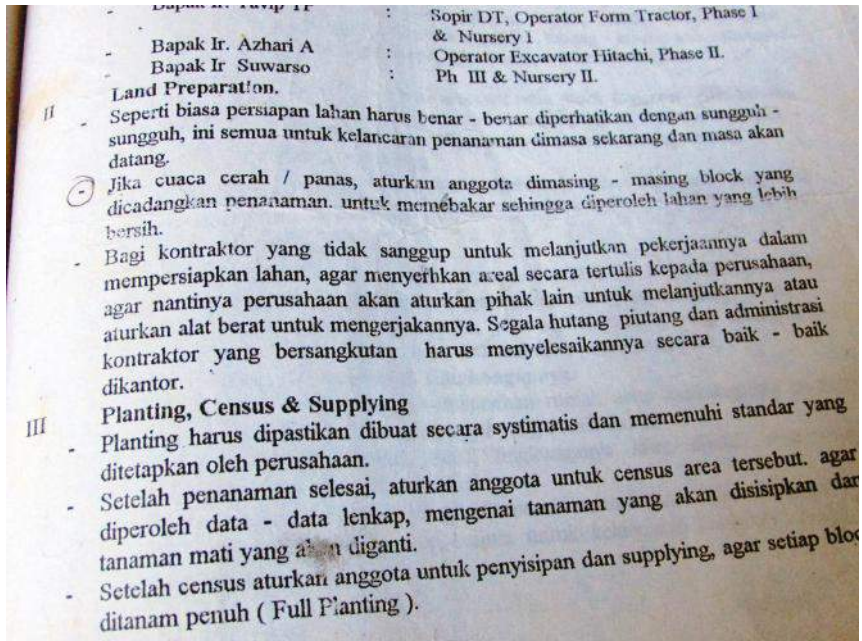 - Bapak Ir. : Sopir DT, Operator Form Tractor, Phase I
& Nursery 1
- Bapak Ir. Azhari A : Operator Excavator Hitachi, Phase II.
- Bapak Ir Suwarso : Ph III & Nursery II.
II Land Preparation.
- Seperti biasa persiapan lahan harus benar - benar diperhatikan dengan sungguh -
sungguh, ini semua untuk kelancaran penanaman dimasa sekarang dan masa akan
datang.
- Jika cuaca cerah / panas, aturkan anggota dimasing - masing block yang
dicadangkan penanaman. untuk memebakar sehingga diperoleh lahan yang lebih
bersih.
- Bagi kontraktor yang tidak sanggup untuk melanjutkan pekerjaannya dalam
mempersiapkan lahan, agar menyerhkan areal secara tertulis kepada perusahaan,
agar nantinya perusahaan akan aturkan pihak lain untuk melanjutkannya atau
aturkan alat berat untuk mengerjakannya. Segala hutang piutang dan administrasi
kontraktor yang bersangkutan harus menyelesaikannya secara baik - baik
dikantor.
III Planting, Census & Supplying
- Planting harus dipastikan dibuat secara systimatis dan memenuhi standar yang
ditetapkan oleh perusahaan.
- Setelah penanaman selesai, aturkan anggota untuk census area tersebut. agar
diperoleh data - data lenkap, mengenai tanaman yang akan disisipkan dan
tanaman mati yang akan diganti.
- Setelah census aturkan anggota untuk penyisipan dan supplying, agar setiap bloc
ditanam penuh ( Full Planting ).